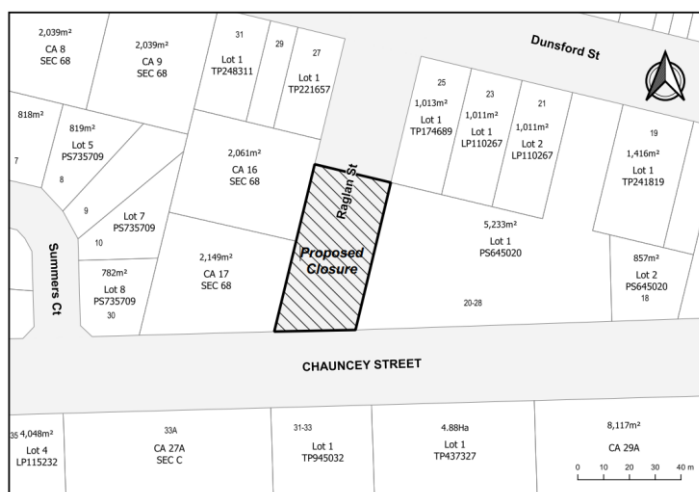 2,039m²
CA 8
SEC 68
2,039m²
CA 9
SEC 68
31
Lot 1
TP248311
29
27
Lot 1
TP221657
Dunsford St
818m²
7
819m²
Lot 5
PS735709
8
9
Lot 7
PS735709
10
782m²
Lot 8
PS735709
30
Summers Ct
2,061m²
CA 16
SEC 68
2,149m²
CA 17
SEC 68
Raglan St
Proposed
Closure
25
1,013m²
Lot 1
TP174689
23
1,011m²
Lot 1
LP110267
21
1,011m²
Lot 2
LP110267
19
1,416m²
Lot 1
TP241819
5,233m²
Lot 1
PS645020
20-28
857m²
Lot 2
PS645020
18
CHAUNCEY STREET
35 4,048m²
Lot 4
LP115232
33A
CA 27A
SEC C
31-33
Lot 1
TP945032
4.88Ha
Lot 1
TP437327
8,117m²
CA 29A
0 10 20 30 40 m